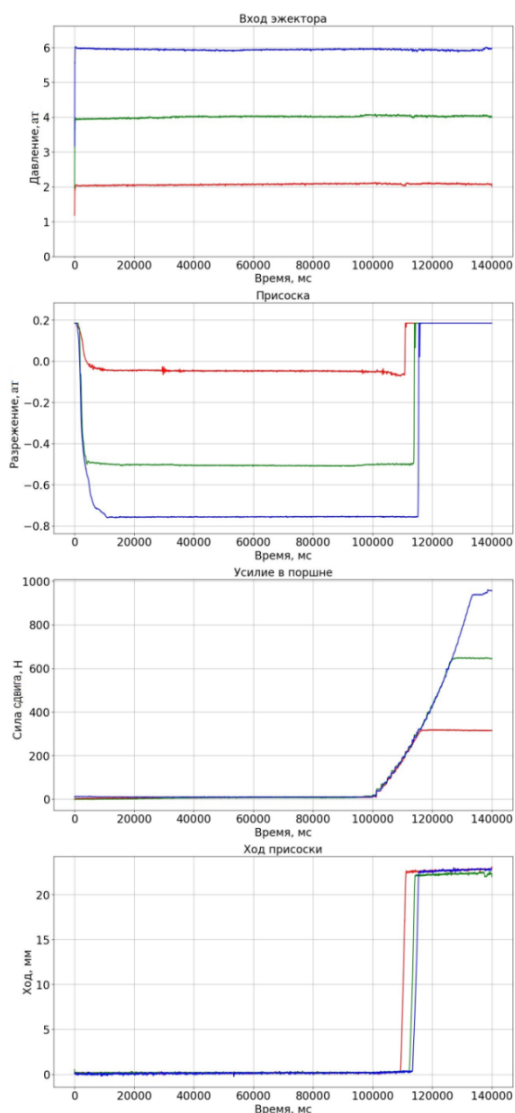 Вход эжектора
Давление, ат
6
5
4
3
2
1
0
0 20000 40000 60000 80000 100000 120000 140000
Время, мс
Присоска
Разрежение, ат
0.2
0.0
−0.2
−0.4
−0.6
−0.8
0 20000 40000 60000 80000 100000 120000 140000
Время, мс
Усилие в поршне
Сила сдвига, Н
1000
800
600
400
200
0
0 20000 40000 60000 80000 100000 120000 140000
Время, мс
Ход присоски
Ход, мм
20
15
10
5
0
0 20000 40000 60000 80000 100000 120000 140000
Время, мс